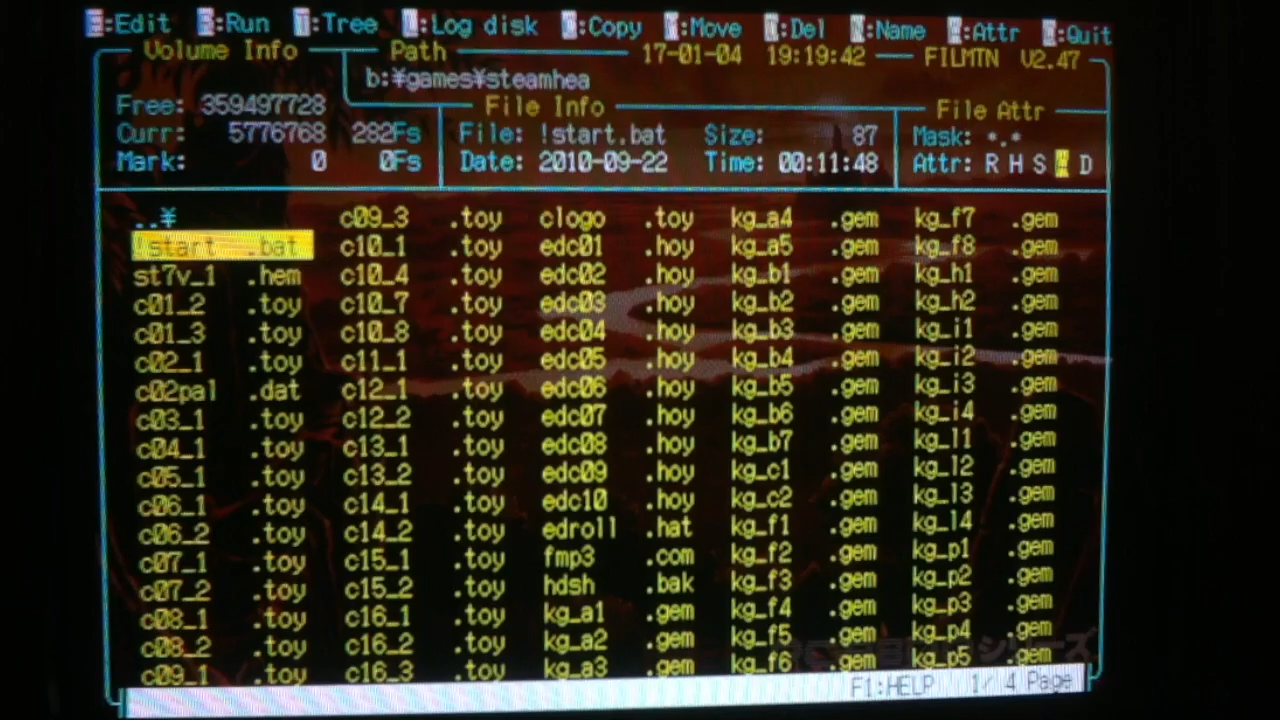 E:Edit R:Run T:Tree L:Log disk C:Copy M:Move D:Del N:Name A:Attr Q:Quit
Volume Info Path 17-01-04 19:19:42 FILMTN V2.47
b:¥games¥steamhea
Free: 359497728 File Info File Attr
Curr: 5776768 282Fs File: !start.bat Size: 87 Mask: *.*
Mark: 0 0Fs Date: 2010-09-22 Time: 00:11:48 Attr: R H S A D
..¥ c09_3 .toy clogo .toy kg_a4 .gem kg_f7 .gem
!start .bat c10_1 .toy edc01 .hoy kg_a5 .gem kg_f8 .gem
st7v_1 .hem c10_4 .toy edc02 .hoy kg_b1 .gem kg_h1 .gem
c01_2 .toy c10_7 .toy edc03 .hoy kg_b2 .gem kg_h2 .gem
c01_3 .toy c10_8 .toy edc04 .hoy kg_b3 .gem kg_i1 .gem
c02_1 .toy c11_1 .toy edc05 .hoy kg_b4 .gem kg_i2 .gem
c02pal .dat c12_1 .toy edc06 .hoy kg_b5 .gem kg_i3 .gem
c03_1 .toy c12_2 .toy edc07 .hoy kg_b6 .gem kg_i4 .gem
c04_1 .toy c13_1 .toy edc08 .hoy kg_b7 .gem kg_l1 .gem
c05_1 .toy c13_2 .toy edc09 .hoy kg_c1 .gem kg_l2 .gem
c06_1 .toy c14_1 .toy edc10 .hoy kg_c2 .gem kg_l3 .gem
c06_2 .toy c14_2 .toy edroll .hat kg_f1 .gem kg_l4 .gem
c07_1 .toy c15_1 .toy fmp3 .com kg_f2 .gem kg_p1 .gem
c07_2 .toy c15_2 .toy hdsh .bak kg_f3 .gem kg_p2 .gem
c08_1 .toy c16_1 .toy kg_a1 .gem kg_f4 .gem kg_p3 .gem
c08_2 .toy c16_2 .toy kg_a2 .gem kg_f5 .gem kg_p4 .gem
c09_1 .toy c16_3 .toy kg_a3 .gem kg_f6 .gem kg_p5 .gem
シリーズ
F1:HELP 1/ 4 Page